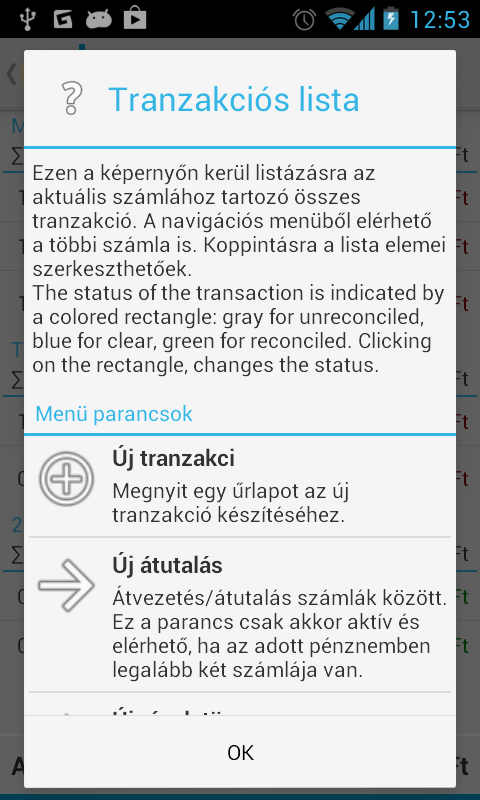 12:53
Tranzakciós lista
Ezen a képernyőn kerül listázásra az
aktuális számlához tartozó összes
tranzakció. A navigációs menüből elérhető
a többi számla is. Koppintásra a lista elemei
szerkeszthetőek.
The status of the transaction is indicated by
a colored rectangle: gray for unreconciled,
blue for clear, green for reconciled. Clicking
on the rectangle, changes the status.
Menü parancsok
Új tranzakci
Megnyit egy űrlapot az új
tranzakció készítéséhez.
Új átutalás
Átvezetés/átutalás számlák között.
Ez a parancs csak akkor aktív és
elérhető, ha az adott pénznemben
legalább két számlája van.
OK